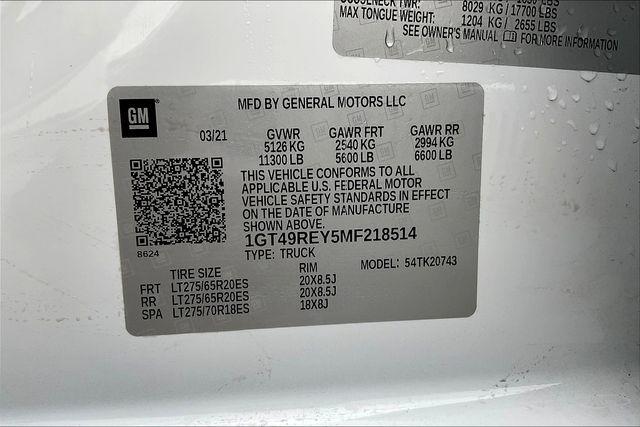 8029 KG/17700 LBS
MAX TONGUE WEIGHT: 1204 KG / 2655 LBS
SEE OWNER'S MANUAL FOR MORE INFORMATION
GM
MFD BY GENERAL MOTORS LLC
03/21 GVWR GAWR FRT GAWR RR
5126 KG 2540 KG 2994 KG
11300 LB 5600 LB 6600 LB
THIS VEHICLE CONFORMS TO ALL
APPLICABLE U.S. FEDERAL MOTOR
VEHICLE SAFETY STANDARDS IN EFFECT
ON THE DATE OF MANUFACTURE
SHOWN ABOVE.
1GT49REY5MF218514
8624 TYPE: TRUCK
MODEL: 54TK20743
TIRE SIZE RIM
FRT LT275/65R20ES 20X8.5J
RR LT275/65R20ES 20X8.5J
SPA LT275/70R18ES 18X8J